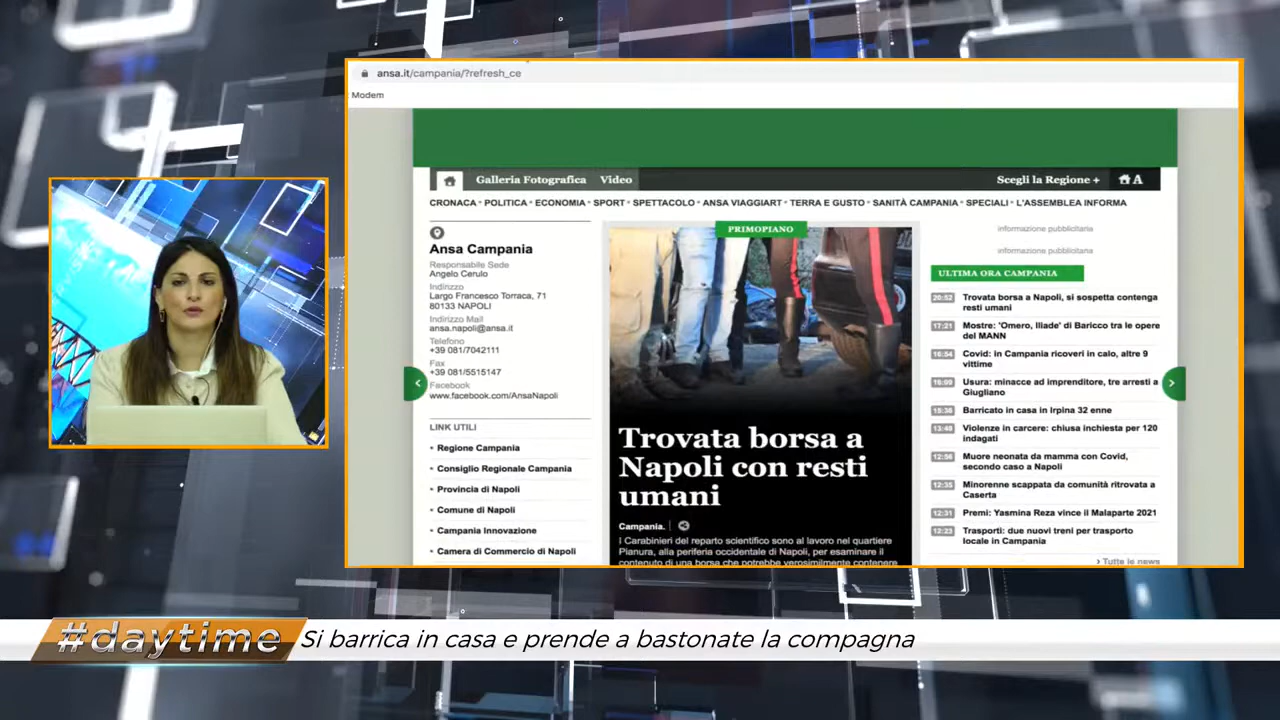 ansa.it/campania/?refresh_ce
Modem
Galleria Fotografica Video
Scegli la Regione +
A
CRONACA • POLITICA • ECONOMIA • SPORT • SPETTACOLO • ANSA VIAGGIART • TERRA E GUSTO • SANITÀ CAMPANIA • SPECIALI • L'ASSEMBLEA INFORMA
Ansa Campania
Responsabile Sede
Angelo Cerulo
Indirizzo
Largo Francesco Torraca, 71
80133 NAPOLI
Indirizzo Mail
ansa.napoli@ansa.it
Telefono
+39 081/7042111
Fax
+39 081/5515147
Facebook
www.facebook.com/AnsaNapoli
LINK UTILI
• Regione Campania
• Consiglio Regionale Campania
• Provincia di Napoli
• Comune di Napoli
• Campania Innovazione
• Camera di Commercio di Napoli
PRIMOPIANO
Trovata borsa a
Napoli con resti
umani
Campania.
I Carabinieri del reparto scientifico sono al lavoro nel quartiere
Pianura, alla periferia occidentale di Napoli, per esaminare il
contenuto di una borsa che potrebbe verosimilmente contenere
informazione pubblicitaria
informazione pubblicitaria
ULTIMA ORA CAMPANIA
20:52 Trovata borsa a Napoli, si sospetta contenga
resti umani
17:21 Mostre: 'Omero, Iliade' di Baricco tra le opere
del MANN
16:54 Covid: in Campania ricoveri in calo, altre 9
vittime
Usura: minacce ad imprenditore, tre arresti a
Giugliano
15:36 Barricato in casa in Irpina 32 enne
13:48 Violenze in carcere: chiusa inchiesta per 120
indagati
12:56 Muore neonata da mamma con Covid,
secondo caso a Napoli
12:35 Minorenne scappata da comunità ritrovata a
Caserta
12:31 Premi: Yasmina Reza vince il Malaparte 2021
12:23 Trasporti: due nuovi treni per trasporto
locale in Campania
› Tutte le news
#daytime
Si barrica in casa e prende a bastonate la compagna